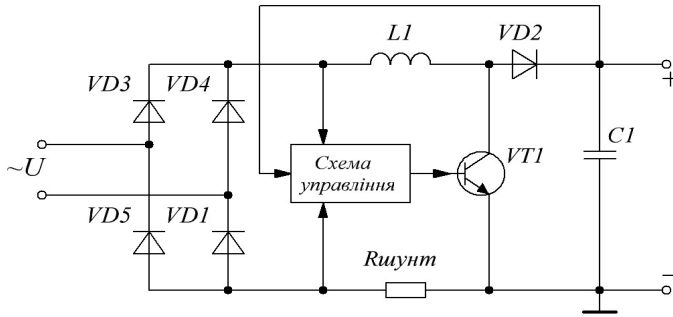 L1
VD2
VD3
VD4
+
C1
~U
Схема
управління
VT1
VD5
VD1
Rшунт
−